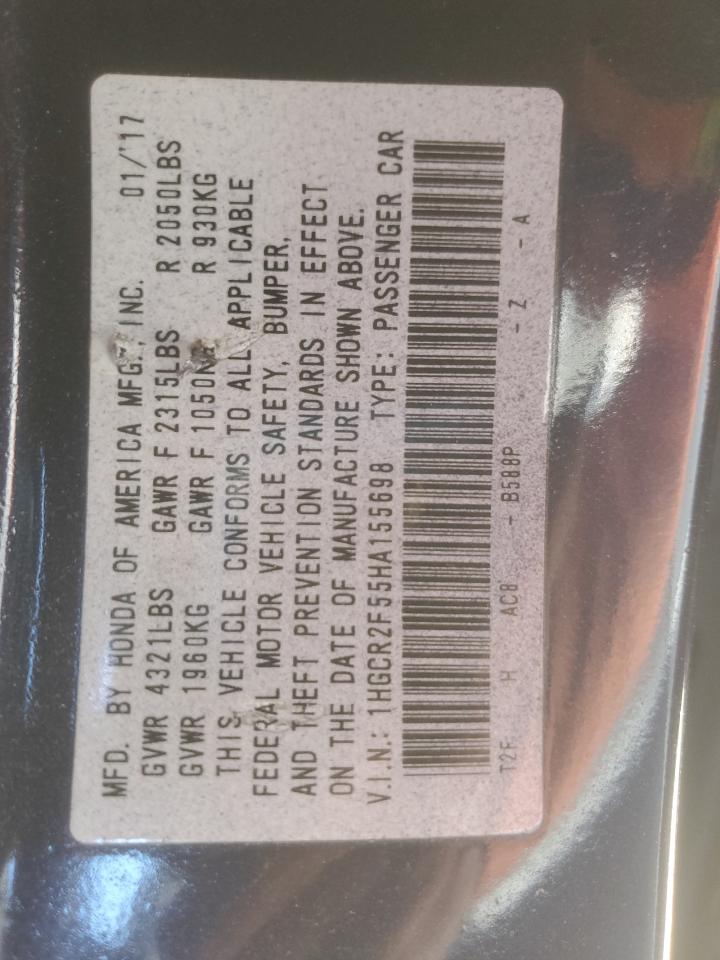 MFD. BY HONDA OF AMERICA MFG., INC. 01/'17
GVWR 4321LBS GAWR F 2315LBS R 2050LBS
GVWR 1960KG GAWR F 1050KG R 930KG
THIS VEHICLE CONFORMS TO ALL APPLICABLE
FEDERAL MOTOR VEHICLE SAFETY, BUMPER,
AND THEFT PREVENTION STANDARDS IN EFFECT
ON THE DATE OF MANUFACTURE SHOWN ABOVE.
V.I.N.: 1HGCR2F55HA155698 TYPE: PASSENGER CAR
T2F H AC8 - B588P - Z - A